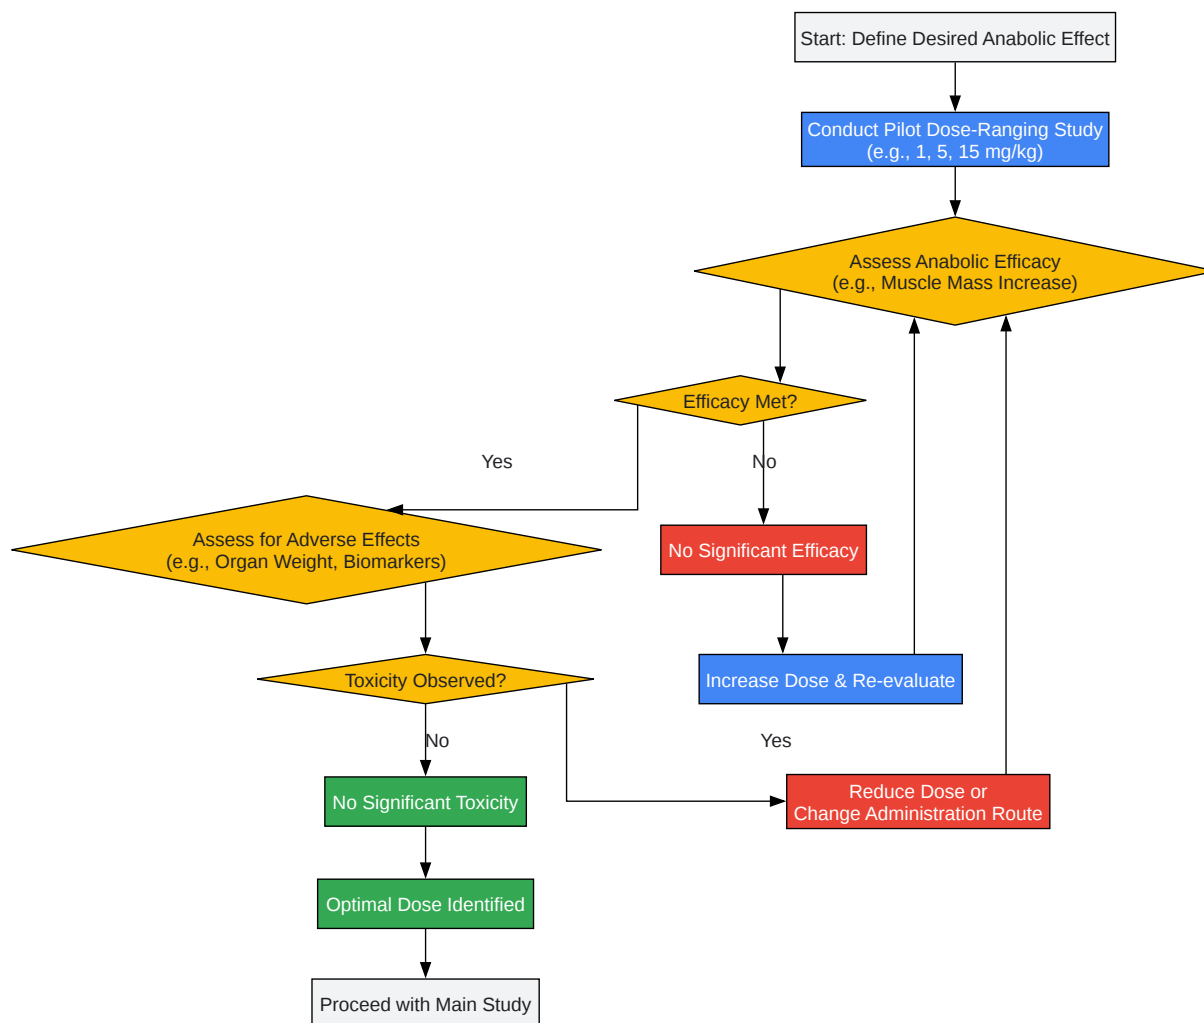 Start: Define Desired Anabolic Effect
Conduct Pilot Dose-Ranging Study
(e.g., 1, 5, 15 mg/kg)
Assess Anabolic Efficacy
(e.g., Muscle Mass Increase)
Efficacy Met?
Yes
No
Assess for Adverse Effects
(e.g., Organ Weight, Biomarkers)
No Significant Efficacy
Toxicity Observed?
Increase Dose & Re-evaluate
No
Yes
No Significant Toxicity
Reduce Dose or
Change Administration Route
Optimal Dose Identified
Proceed with Main Study